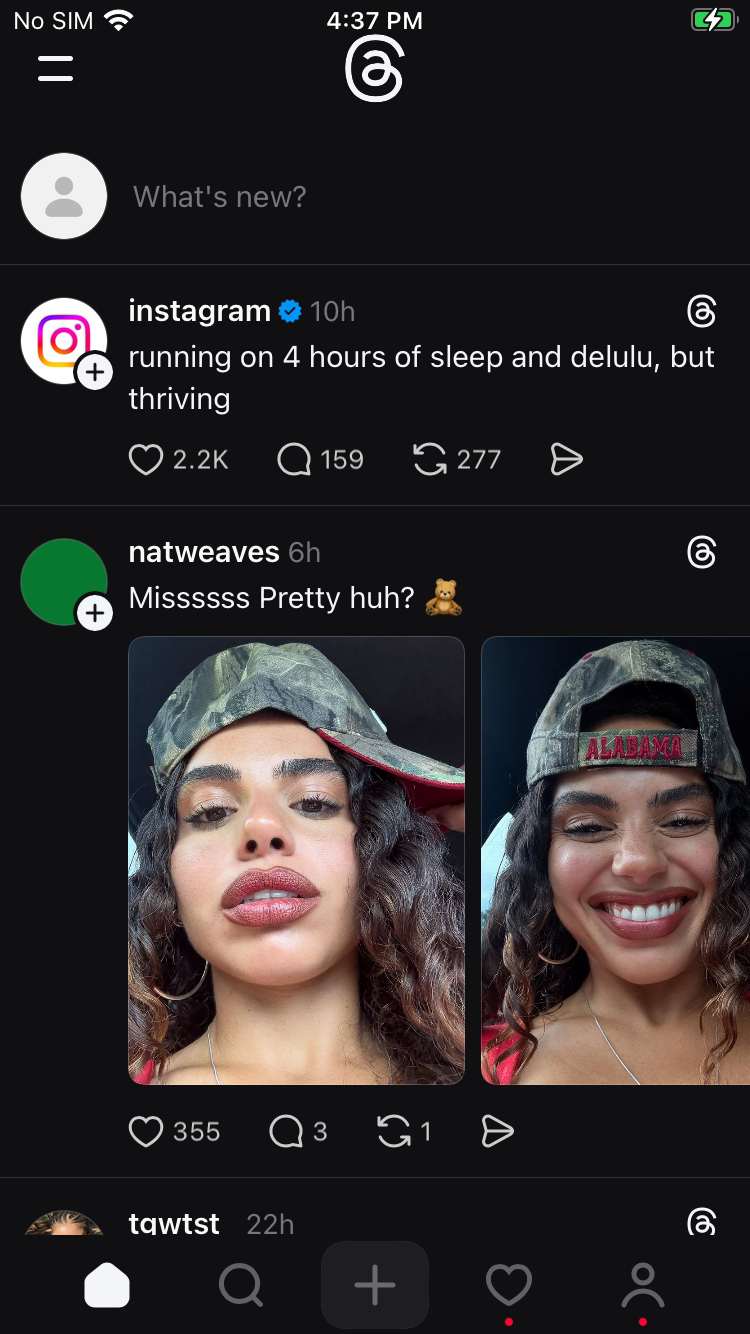 No SIM 4:37 PM
What's new?
instagram 10h
running on 4 hours of sleep and delulu, but
thriving
2.2K 159 277
natweaves 6h
Missssss Pretty huh? 🧸
ALABAMA
355 3 1
tqwtst 22h